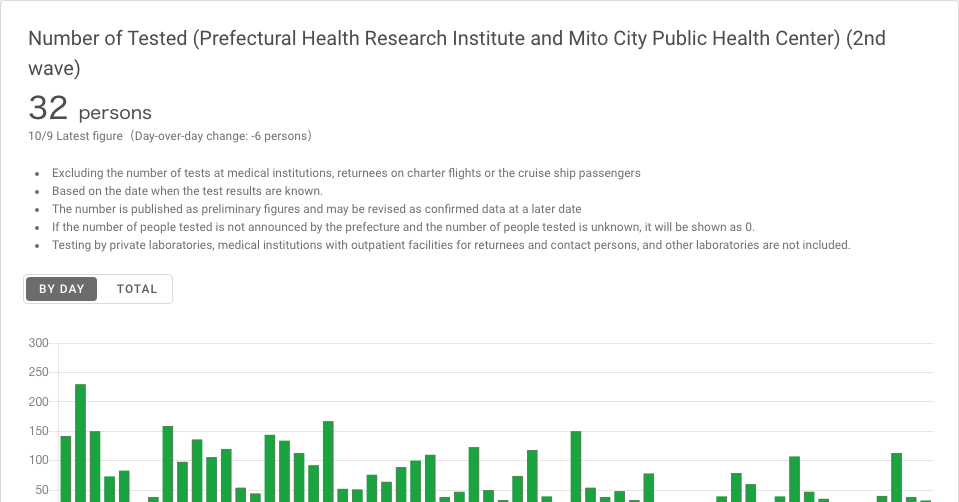 Number of Tested (Prefectural Health Research Institute and Mito City Public Health Center) (2nd
wave)
32 persons
10/9 Latest figure（Day-over-day change: -6 persons）
Excluding the number of tests at medical institutions, returnees on charter flights or the cruise ship passengers
Based on the date when the test results are known.
The number is published as preliminary figures and may be revised as confirmed data at a later date
If the number of people tested is not announced by the prefecture and the number of people tested is unknown, it will be shown as 0.
Testing by private laboratories, medical institutions with outpatient facilities for returnees and contact persons, and other laboratories are not included.
BY DAY TOTAL
300
250
200
150
100
50